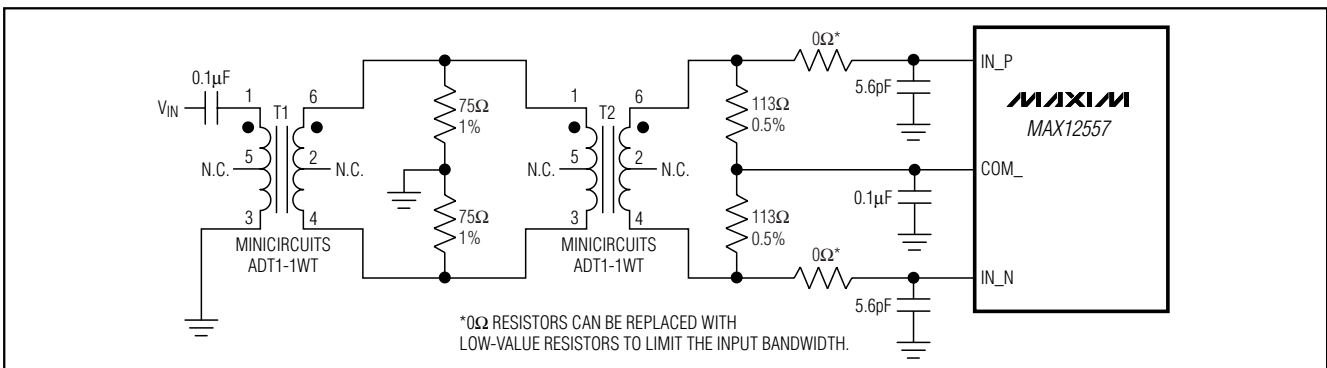 0Ω*
IN_P
0.1μF
5.6pF
VIN
1
T1
6
75Ω
1%
1
T2
6
113Ω
0.5%
MAXIM
MAX12557
N.C.
5
2
N.C.
N.C.
5
2
N.C.
COM_
0.1μF
3
4
75Ω
1%
3
4
113Ω
0.5%
MINICIRCUITS
ADT1-1WT
MINICIRCUITS
ADT1-1WT
0Ω*
IN_N
5.6pF
*0Ω RESISTORS CAN BE REPLACED WITH
LOW-VALUE RESISTORS TO LIMIT THE INPUT BANDWIDTH.